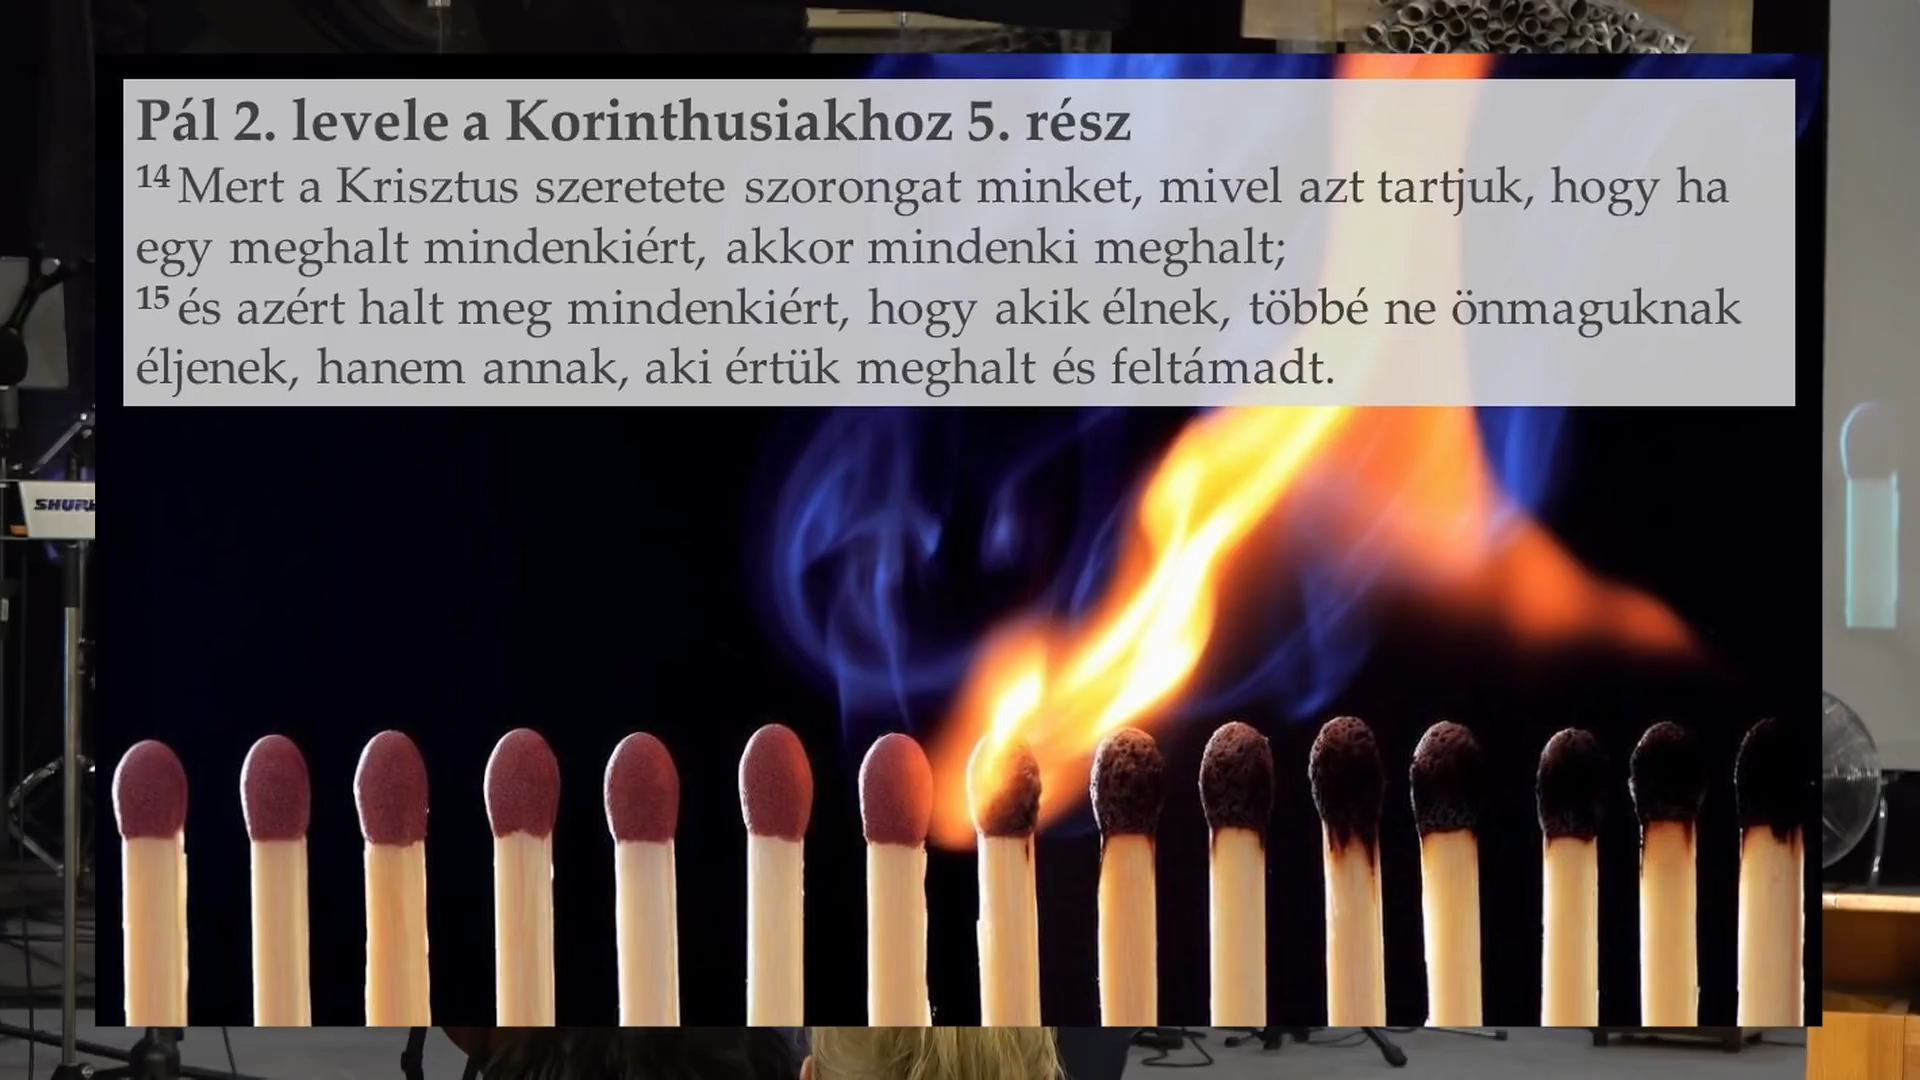 Pál 2. levele a Korinthusiakhoz 5. rész
14 Mert a Krisztus szeretete szorongat minket, mivel azt tartjuk, hogy ha
egy meghalt mindenkiért, akkor mindenki meghalt;
15 és azért halt meg mindenkiért, hogy akik élnek, többé ne önmaguknak
éljenek, hanem annak, aki értük meghalt és feltámadt.
SHURE